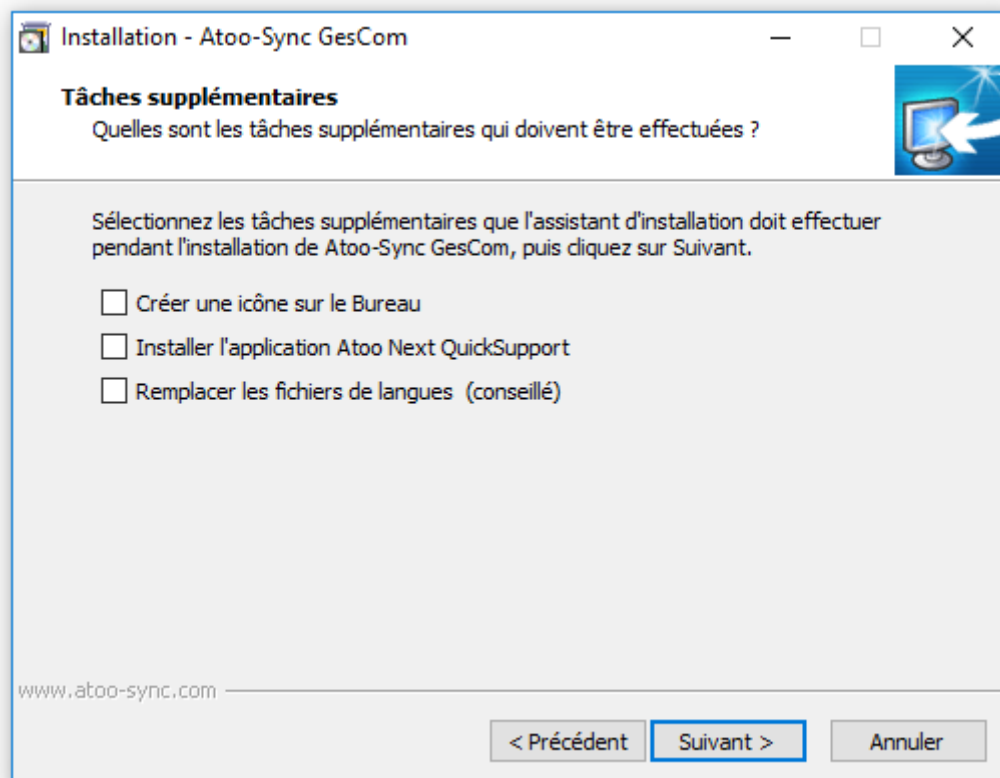 Installation - Atoo-Sync GesCom
Tâches supplémentaires
Quelles sont les tâches supplémentaires qui doivent être effectuées ?
Sélectionnez les tâches supplémentaires que l'assistant d'installation doit effectuer
pendant l'installation de Atoo-Sync GesCom, puis cliquez sur Suivant.
Créer une icône sur le Bureau
Installer l'application Atoo Next QuickSupport
Remplacer les fichiers de langues  (conseillé)
www.atoo-sync.com
< Précédent
Suivant >
Annuler